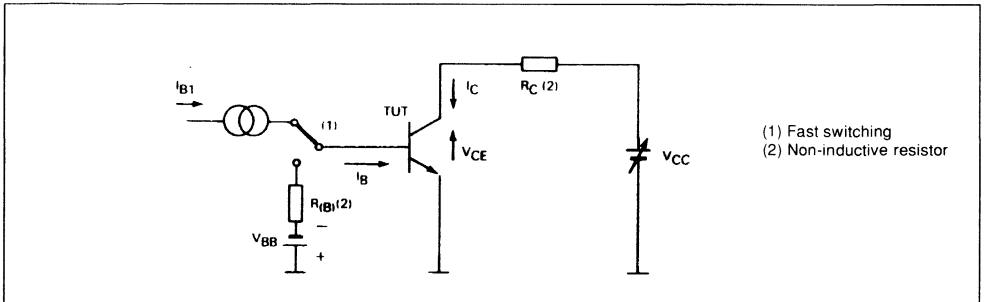 I_B1
(1)
I_B
R_(B)(2)
V_BB
−
+
TUT
I_C
V_CE
R_C (2)
V_CC
(1) Fast switching
(2) Non-inductive resistor